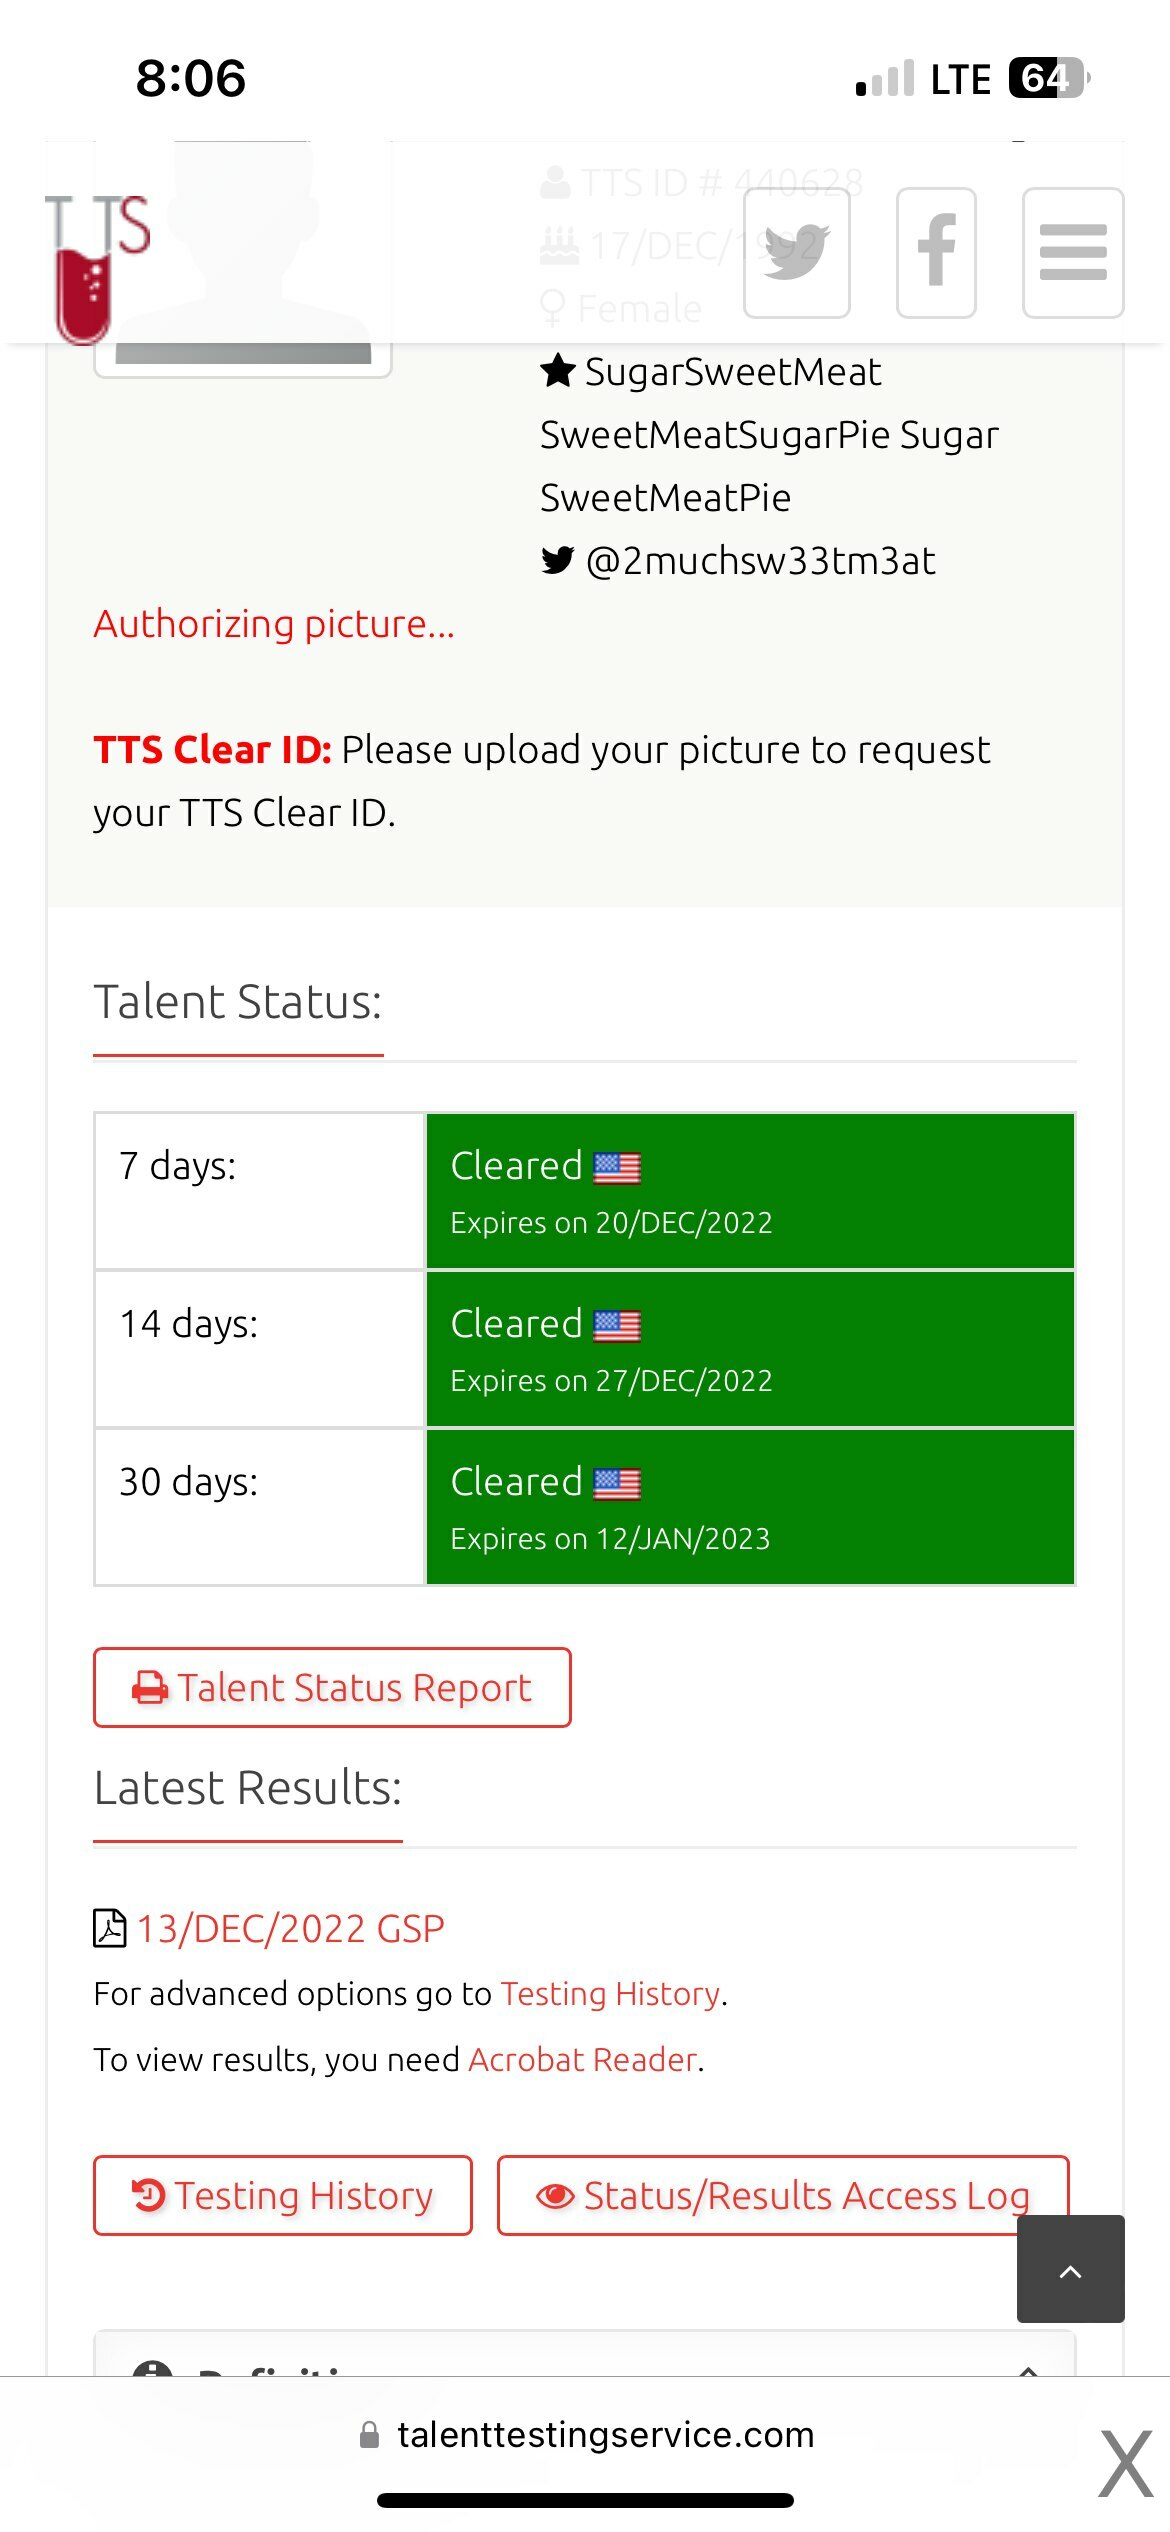 8:06
LTE 64
TTS
TTS ID # 440628
17/DEC/1992
Female
SugarSweetMeat
SweetMeatSugarPie Sugar
SweetMeatPie
@2muchsw33tm3at
Authorizing picture...
TTS Clear ID: Please upload your picture to request
your TTS Clear ID.
Talent Status:
7 days:
Cleared
Expires on 20/DEC/2022
14 days:
Cleared
Expires on 27/DEC/2022
30 days:
Cleared
Expires on 12/JAN/2023
Talent Status Report
Latest Results:
13/DEC/2022 GSP
For advanced options go to Testing History.
To view results, you need Acrobat Reader.
Testing History
Status/Results Access Log
talenttestingservice.com
X